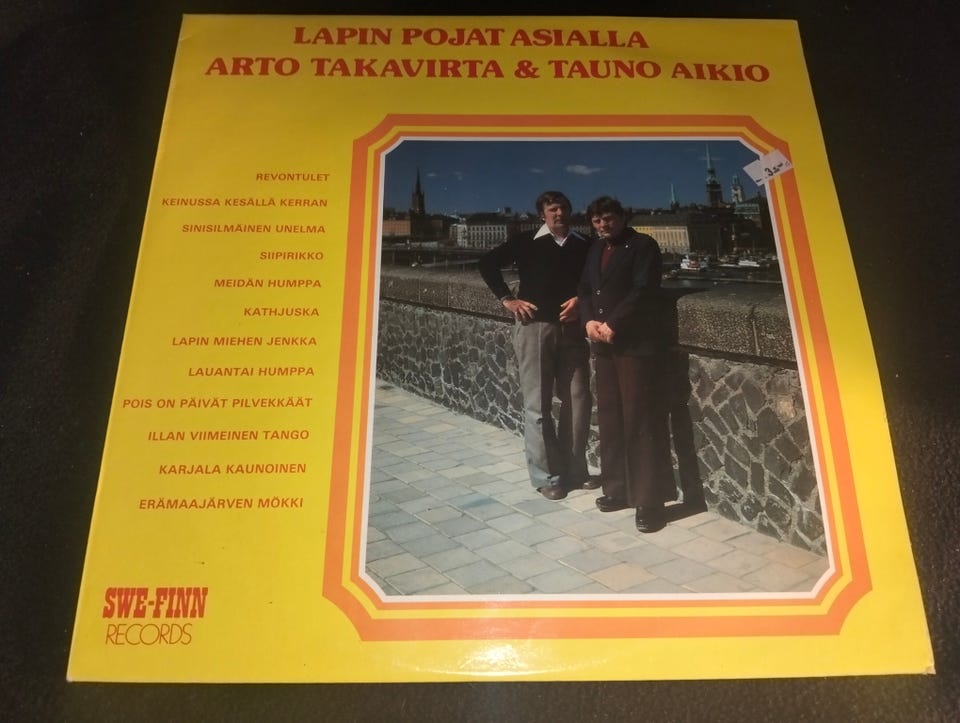 LAPIN POJAT ASIALLA
ARTO TAKAVIRTA & TAUNO AIKIO
REVONTULET
KEINUSSA KESÄLLÄ KERRAN
SINISILMÄINEN UNELMA
SIIPIRIKKO
MEIDÄN HUMPPA
KATHJUSKA
LAPIN MIEHEN JENKKA
LAUANTAI HUMPPA
POIS ON PÄIVÄT PILVEKKÄÄT
ILLAN VIIMEINEN TANGO
KARJALA KAUNOINEN
ERÄMAAJÄRVEN MÖKKI
SWE-FINN
RECORDS